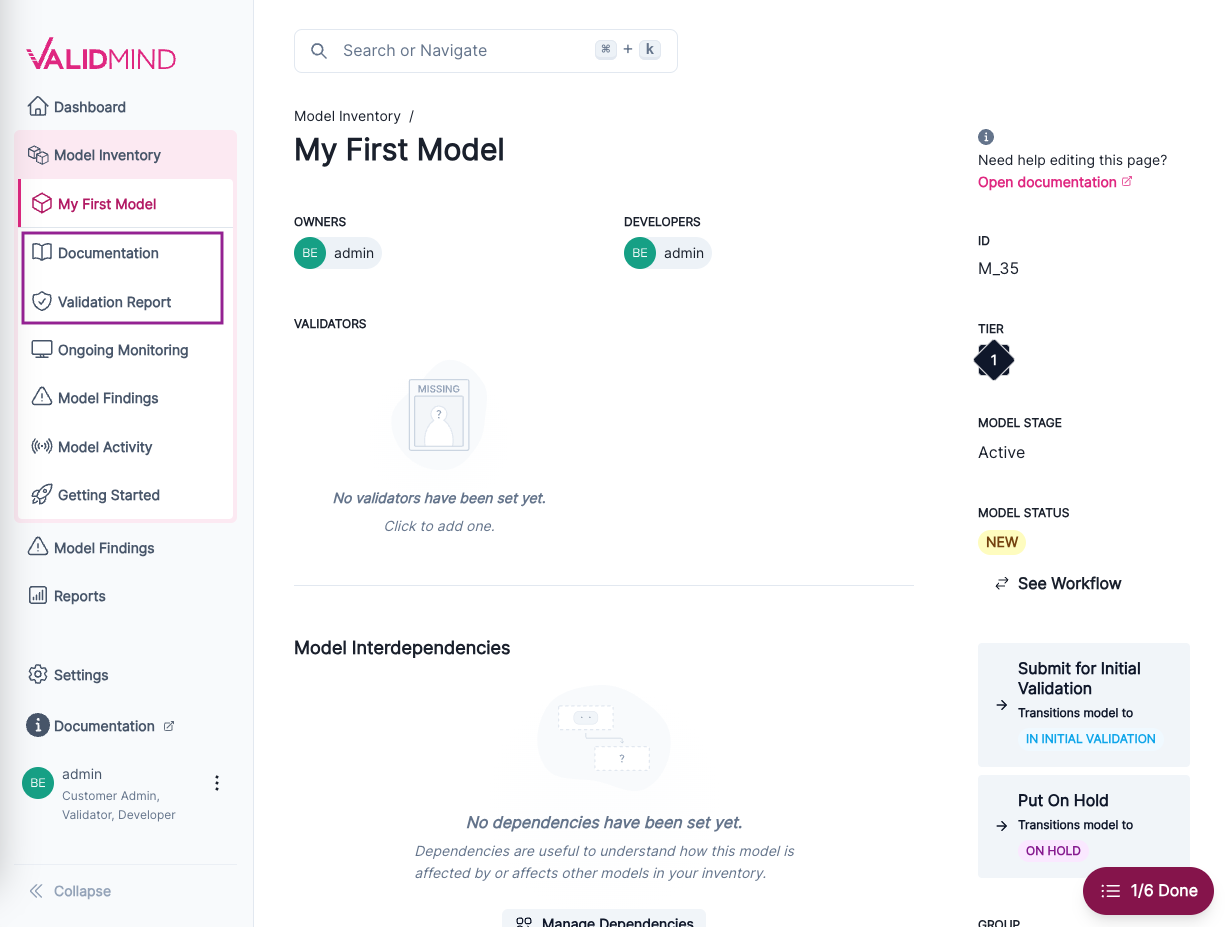 VALIDMIND
Dashboard
Model Inventory
My First Model
Documentation
Validation Report
Ongoing Monitoring
Model Findings
Model Activity
Getting Started
Model Findings
Reports
Settings
Documentation
BE
admin
Customer Admin,
Validator, Developer
Collapse
Search or Navigate ⌘ + k
Model Inventory /
My First Model
OWNERS
BE admin
DEVELOPERS
BE admin
VALIDATORS
MISSING
?
No validators have been set yet.
Click to add one.
Model Interdependencies
?
No dependencies have been set yet.
Dependencies are useful to understand how this model is
affected by or affects other models in your inventory.
Manage Dependencies
Need help editing this page?
Open documentation
ID
M_35
TIER
1
MODEL STAGE
Active
MODEL STATUS
NEW
See Workflow
Submit for Initial
Validation
Transitions model to
IN INITIAL VALIDATION
Put On Hold
Transitions model to
ON HOLD
1/6 Done
GROUP